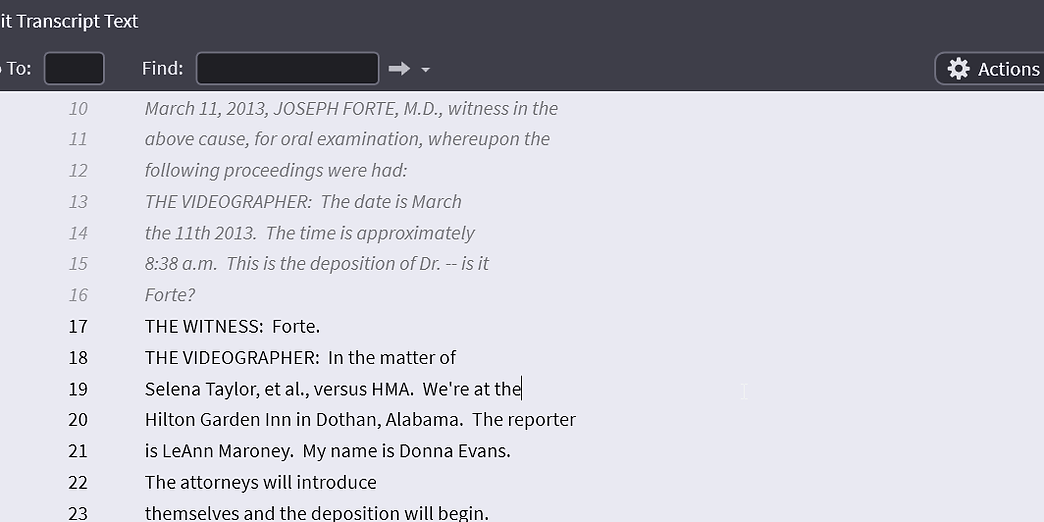 it Transcript Text
To: Find: Actions
10 March 11, 2013, JOSEPH FORTE, M.D., witness in the
11 above cause, for oral examination, whereupon the
12 following proceedings were had:
13 THE VIDEOGRAPHER:  The date is March
14 the 11th 2013.  The time is approximately
15 8:38 a.m.  This is the deposition of Dr. -- is it
16 Forte?
17 THE WITNESS:  Forte.
18 THE VIDEOGRAPHER:  In the matter of
19 Selena Taylor, et al., versus HMA.  We're at the
20 Hilton Garden Inn in Dothan, Alabama.  The reporter
21 is LeAnn Maroney.  My name is Donna Evans.
22 The attorneys will introduce
23 themselves and the deposition will begin.